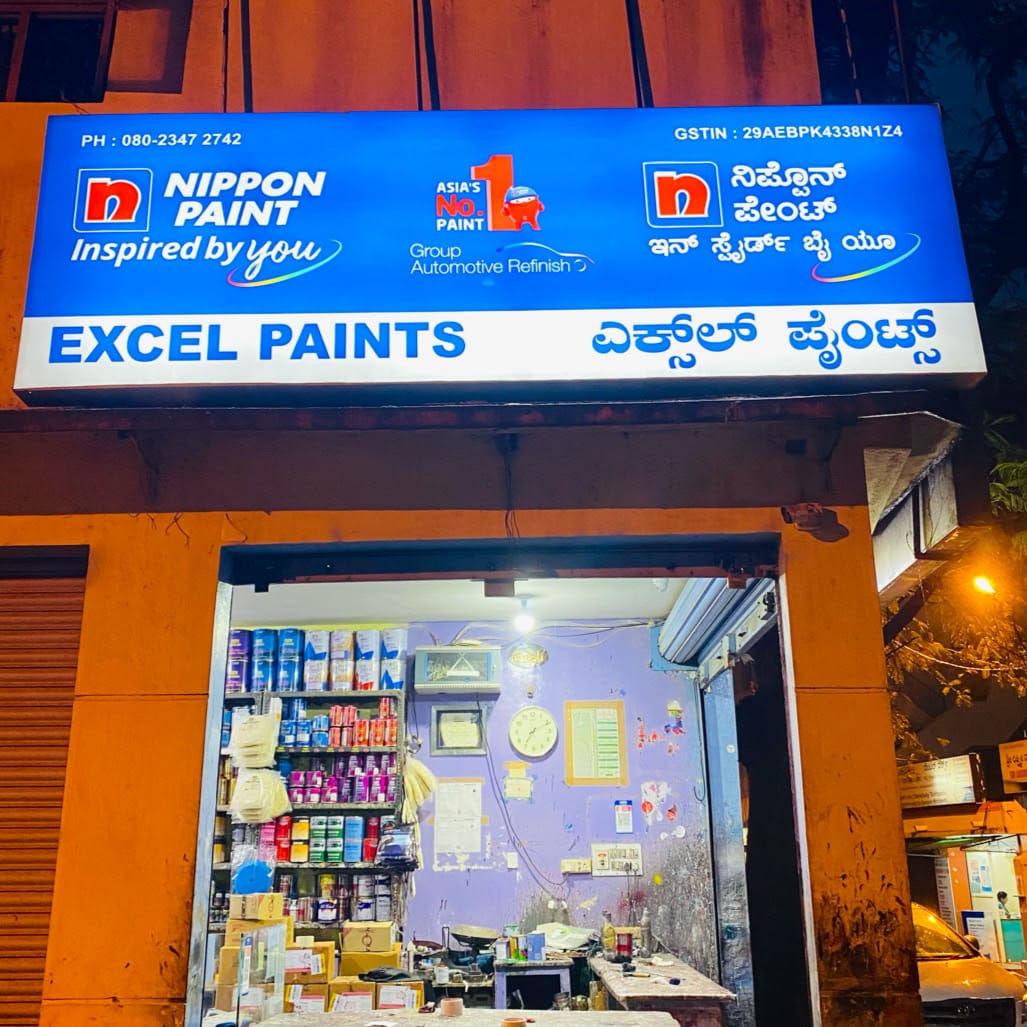 PH : 080-2347 2742
GSTIN : 29AEBPK4338N1Z4
n
NIPPON
PAINT
Inspired by you
ASIA'S
No. 1
PAINT
Group
Automotive Refinish
n
ನಿಪ್ಪೊನ್
ಪೇಂಟ್
ಇನ್ ಸ್ಪೈರ್ಡ್ ಬೈ ಯೂ
EXCEL PAINTS
ಎಕ್ಸ್‌ಲ್ ಪೈಂಟ್ಸ್